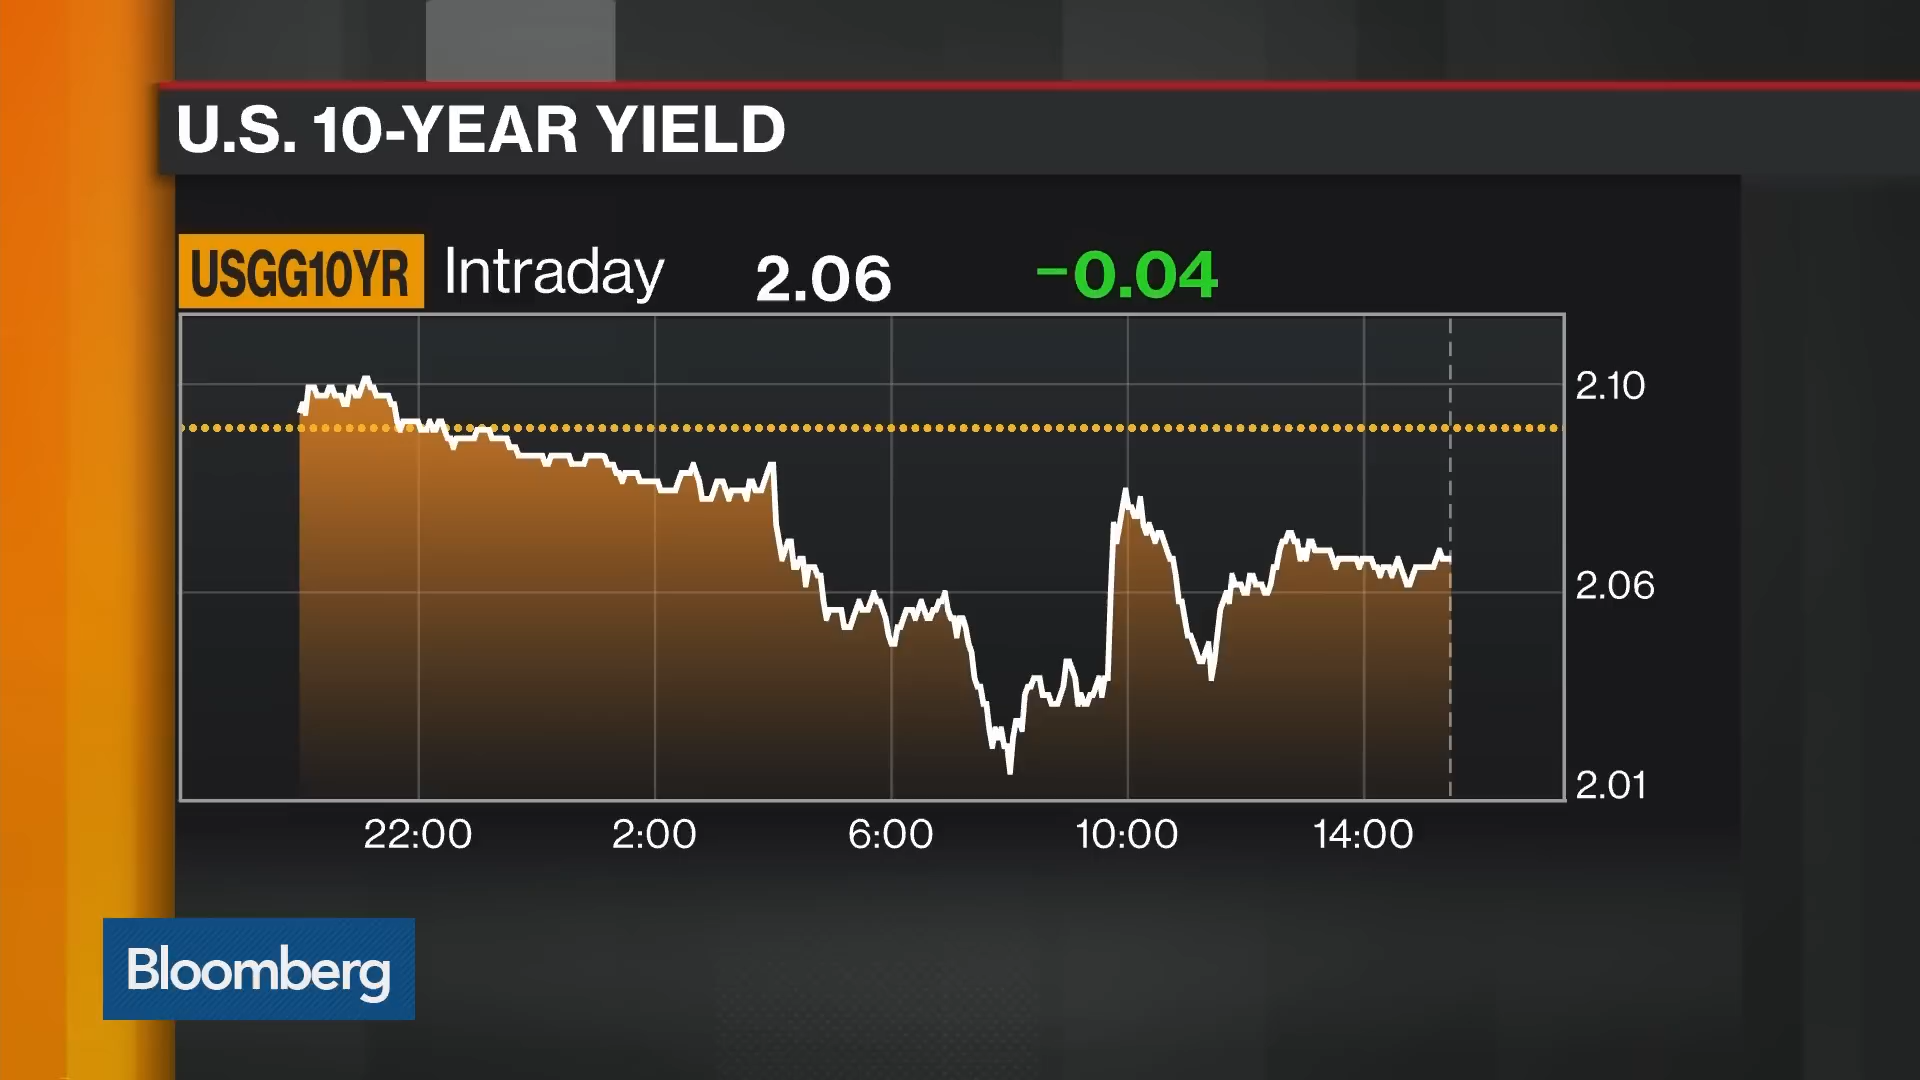 U.S. 10-YEAR YIELD
USGG10YR Intraday 2.06 −0.04
2.10
2.06
2.01
22:00 2:00 6:00 10:00 14:00
Bloomberg